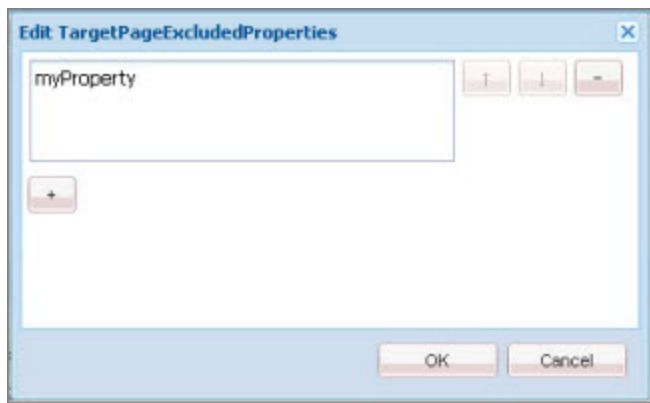 Edit TargetPageExcludedProperties
myProperty
↑ ↓ -
+
OK Cancel